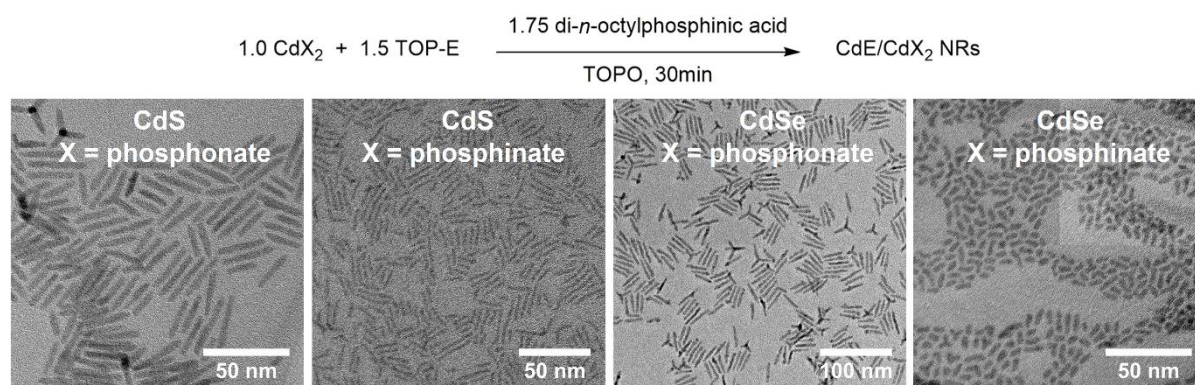 1.75 di-n-octylphosphinic acid
1.0 CdX₂ + 1.5 TOP-E
CdE/CdX₂ NRs
TOPO, 30min
CdS
X = phosphonate
50 nm
CdS
X = phosphinate
50 nm
CdSe
X = phosphonate
100 nm
CdSe
X = phosphinate
50 nm